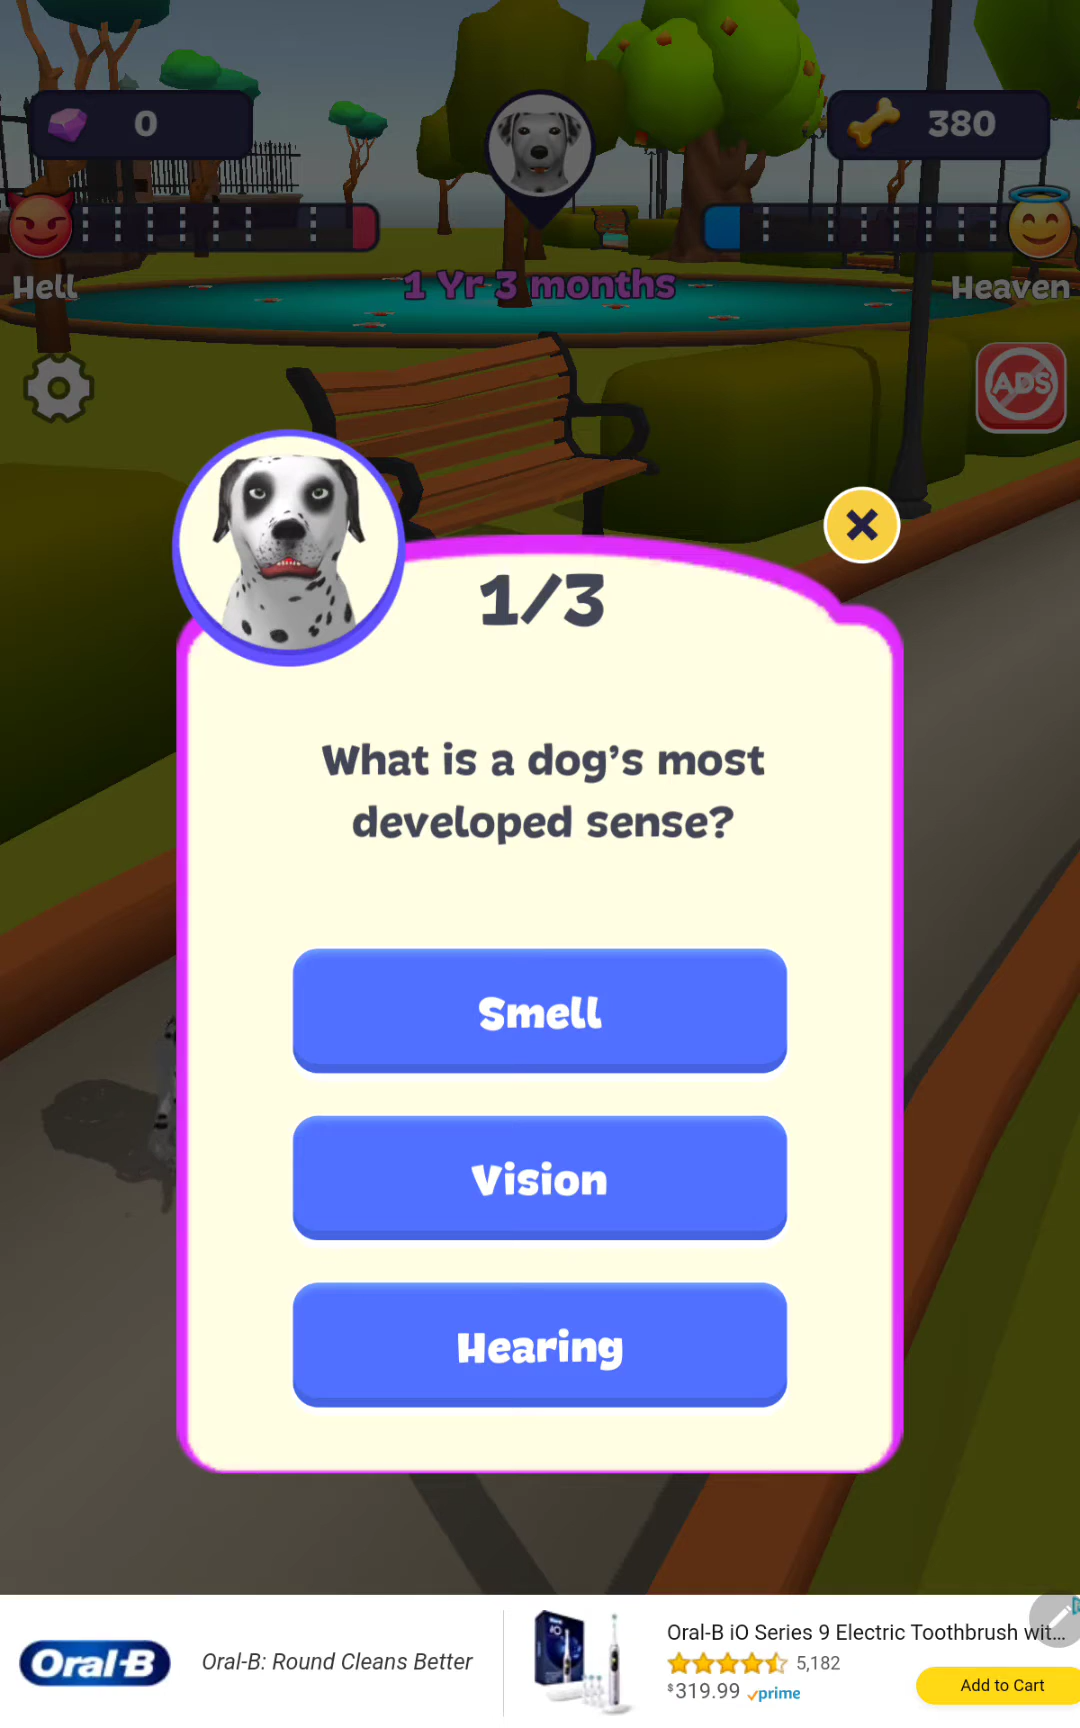 0
380
Hell
1 Yr 3 months
Heaven
ADS
1/3
What is a dog's most
developed sense?
Smell
Vision
Hearing
Oral-B
Oral-B: Round Cleans Better
iO
Oral-B iO Series 9 Electric Toothbrush wit...
5,182
$319.99 prime
Add to Cart